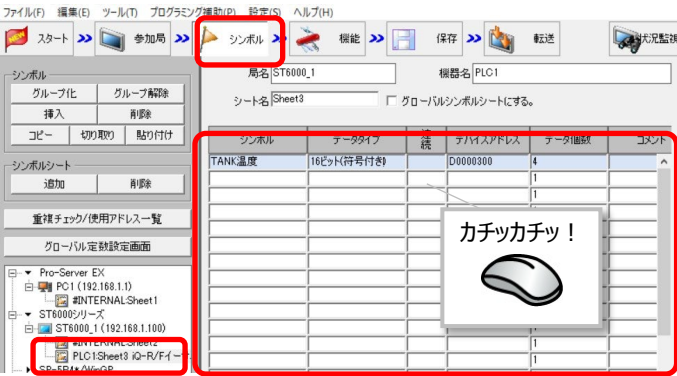 ファイル(F) 編集(E) ツール(T) プログラミング補助(P) 設定(S) ヘルプ(H)
スタート 参加局 シンボル 機能 保存 転送 状況監視
シンボル
グループ化 グループ解除
挿入 削除
コピー 切り取り 貼り付け
シンボルシート
追加 削除
重複チェック/使用アドレス一覧
グローバル定数設定画面
Pro-Server EX
PC1 (192.168.1.1)
#INTERNAL:Sheet1
ST6000シリーズ
ST6000_1 (192.168.1.100)
#INTERNAL:Sheet2
PLC1:Sheet3 iQ-R/Fイー
SP-5B4*/WinGP
局名 ST6000_1 機器名 PLC1
シート名 Sheet3 グローバルシンボルシートにする。
シンボル データタイプ 連続 デバイスアドレス データ個数 コメント
TANK温度 16ビット(符号付き) D0000300 4
1
1
カチッカチッ！
1
1